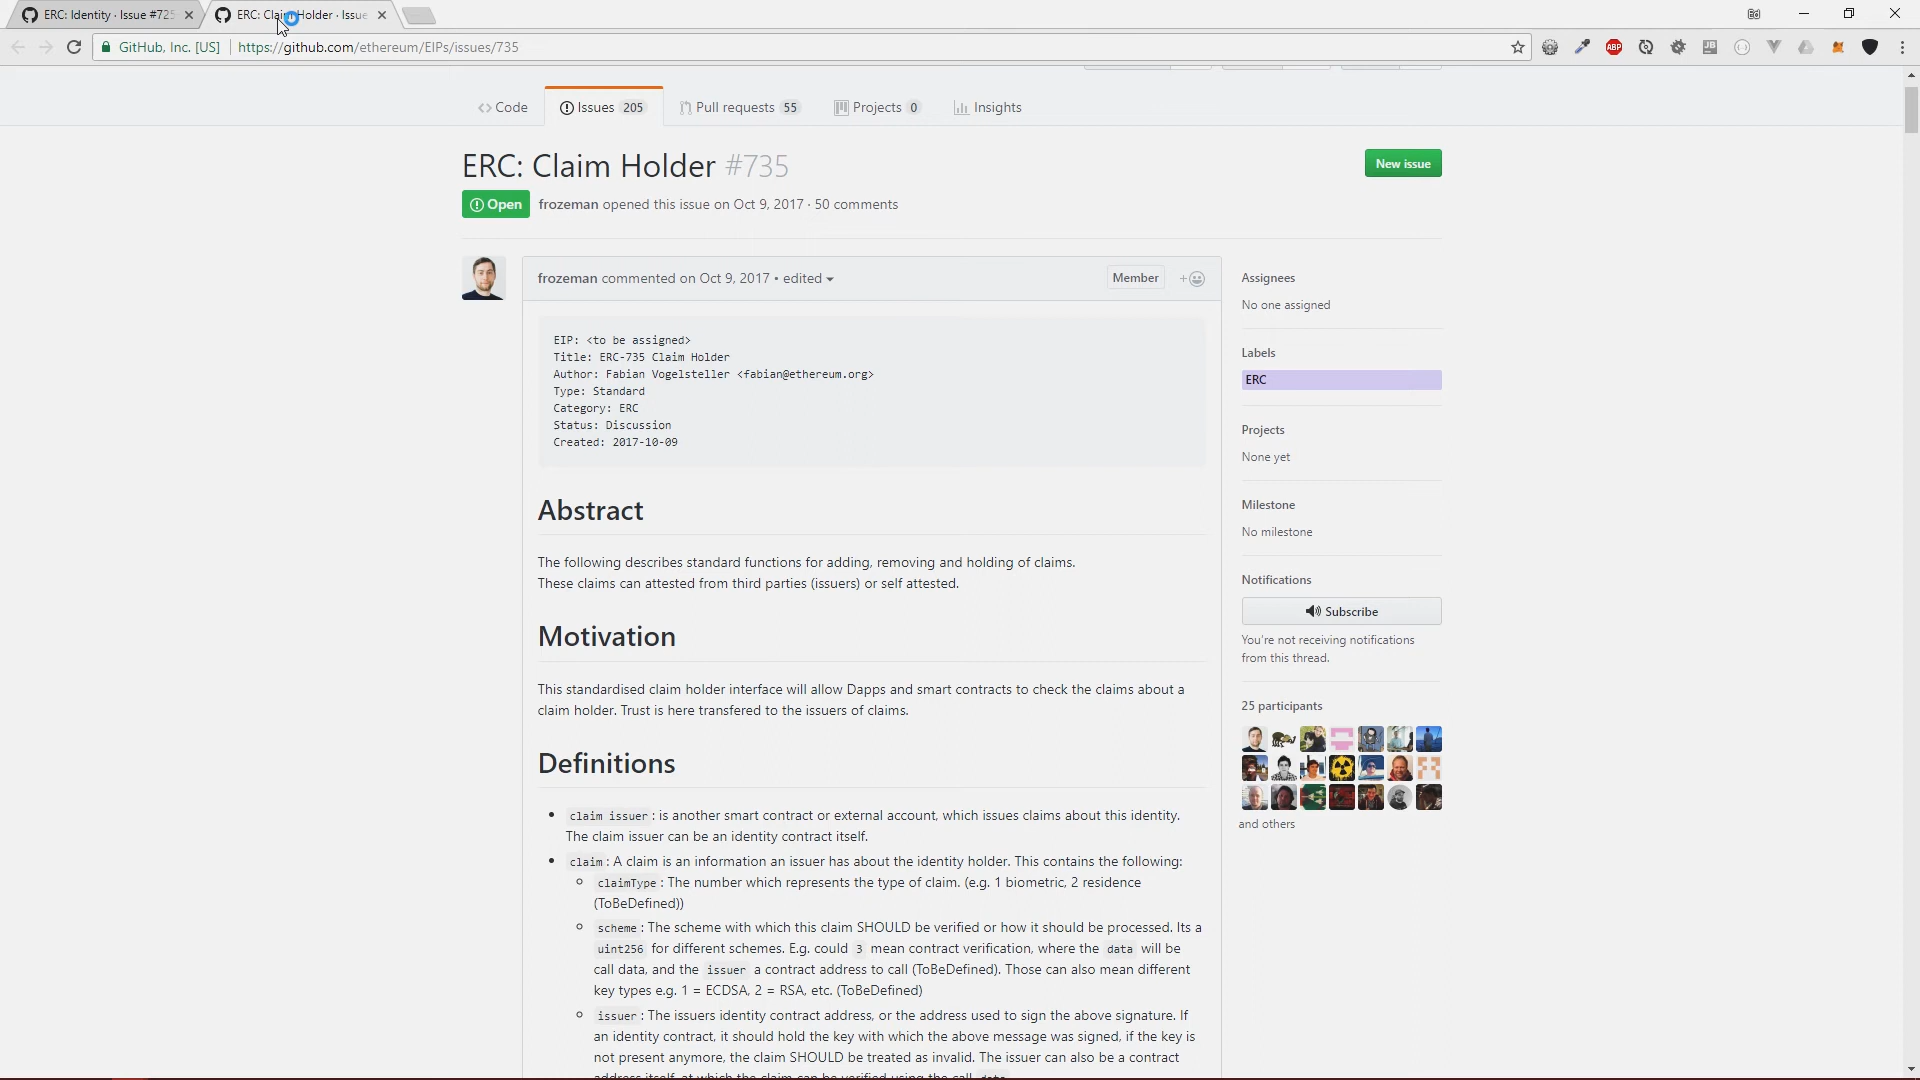 ERC: Identity · Issue #725
ERC: Claim Holder · Issue
GitHub, Inc. [US]
https://github.com/ethereum/EIPs/issues/735
ABP
JB
Code
Issues 205
Pull requests 55
Projects 0
Insights
ERC: Claim Holder #735
New issue
Open
frozeman opened this issue on Oct 9, 2017 · 50 comments
frozeman commented on Oct 9, 2017 • edited
Member
EIP: <to be assigned>
Title: ERC-735 Claim Holder
Author: Fabian Vogelsteller <fabian@ethereum.org>
Type: Standard
Category: ERC
Status: Discussion
Created: 2017-10-09
Abstract
The following describes standard functions for adding, removing and holding of claims.
These claims can attested from third parties (issuers) or self attested.
Motivation
This standardised claim holder interface will allow Dapps and smart contracts to check the claims about a
claim holder. Trust is here transfered to the issuers of claims.
Definitions
claim issuer : is another smart contract or external account, which issues claims about this identity.
The claim issuer can be an identity contract itself.
claim : A claim is an information an issuer has about the identity holder. This contains the following:
claimType : The number which represents the type of claim. (e.g. 1 biometric, 2 residence
(ToBeDefined))
scheme : The scheme with which this claim SHOULD be verified or how it should be processed. Its a
uint256 for different schemes. E.g. could 3 mean contract verification, where the data will be
call data, and the issuer a contract address to call (ToBeDefined). Those can also mean different
key types e.g. 1 = ECDSA, 2 = RSA, etc. (ToBeDefined)
issuer : The issuers identity contract address, or the address used to sign the above signature. If
an identity contract, it should hold the key with which the above message was signed, if the key is
not present anymore, the claim SHOULD be treated as invalid. The issuer can also be a contract
address itself, at which the claim can be verified using the call data
Assignees
No one assigned
Labels
ERC
Projects
None yet
Milestone
No milestone
Notifications
Subscribe
You're not receiving notifications
from this thread.
25 participants
and others